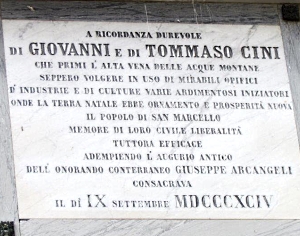 A RICORDANZA DUREVOLE
DI GIOVANNI E DI TOMMASO CINI
CHE PRIMI L'ALTA VENA DELLE ACQUE MONTANE
SEPPERO VOLGERE IN USO DI MIRABILI OPIFICI
D'INDUSTRIE E DI CULTURE VARIE ARDIMENTOSI INIZIATORI
ONDE LA TERRA NATALE EBBE ORNAMENTO E PROSPERITÀ NUOVA
IL POPOLO DI SAN MARCELLO
MEMORE DI LORO CIVILE LIBERALITÀ
TUTTORA EFFICACE
ADEMPIENDO L'AUGURIO ANTICO
DELL'ONORANDO CONTERRANEO GIUSEPPE ARCANGELI
CONSACRAVA
IL DÌ IX SETTEMBRE MDCCCXCIV